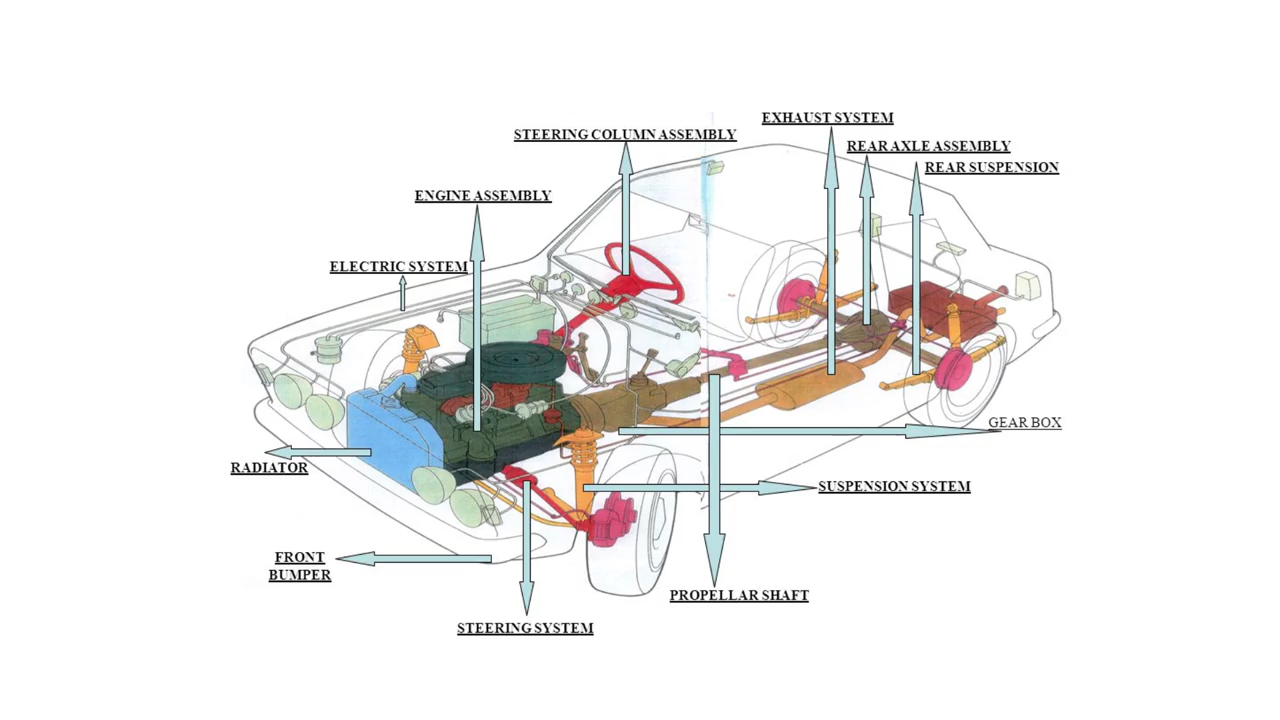 EXHAUST SYSTEM
STEERING COLUMN ASSEMBLY
REAR AXLE ASSEMBLY
REAR SUSPENSION
ENGINE ASSEMBLY
ELECTRIC SYSTEM
GEAR BOX
RADIATOR
SUSPENSION SYSTEM
FRONT
BUMPER
PROPELLAR SHAFT
STEERING SYSTEM